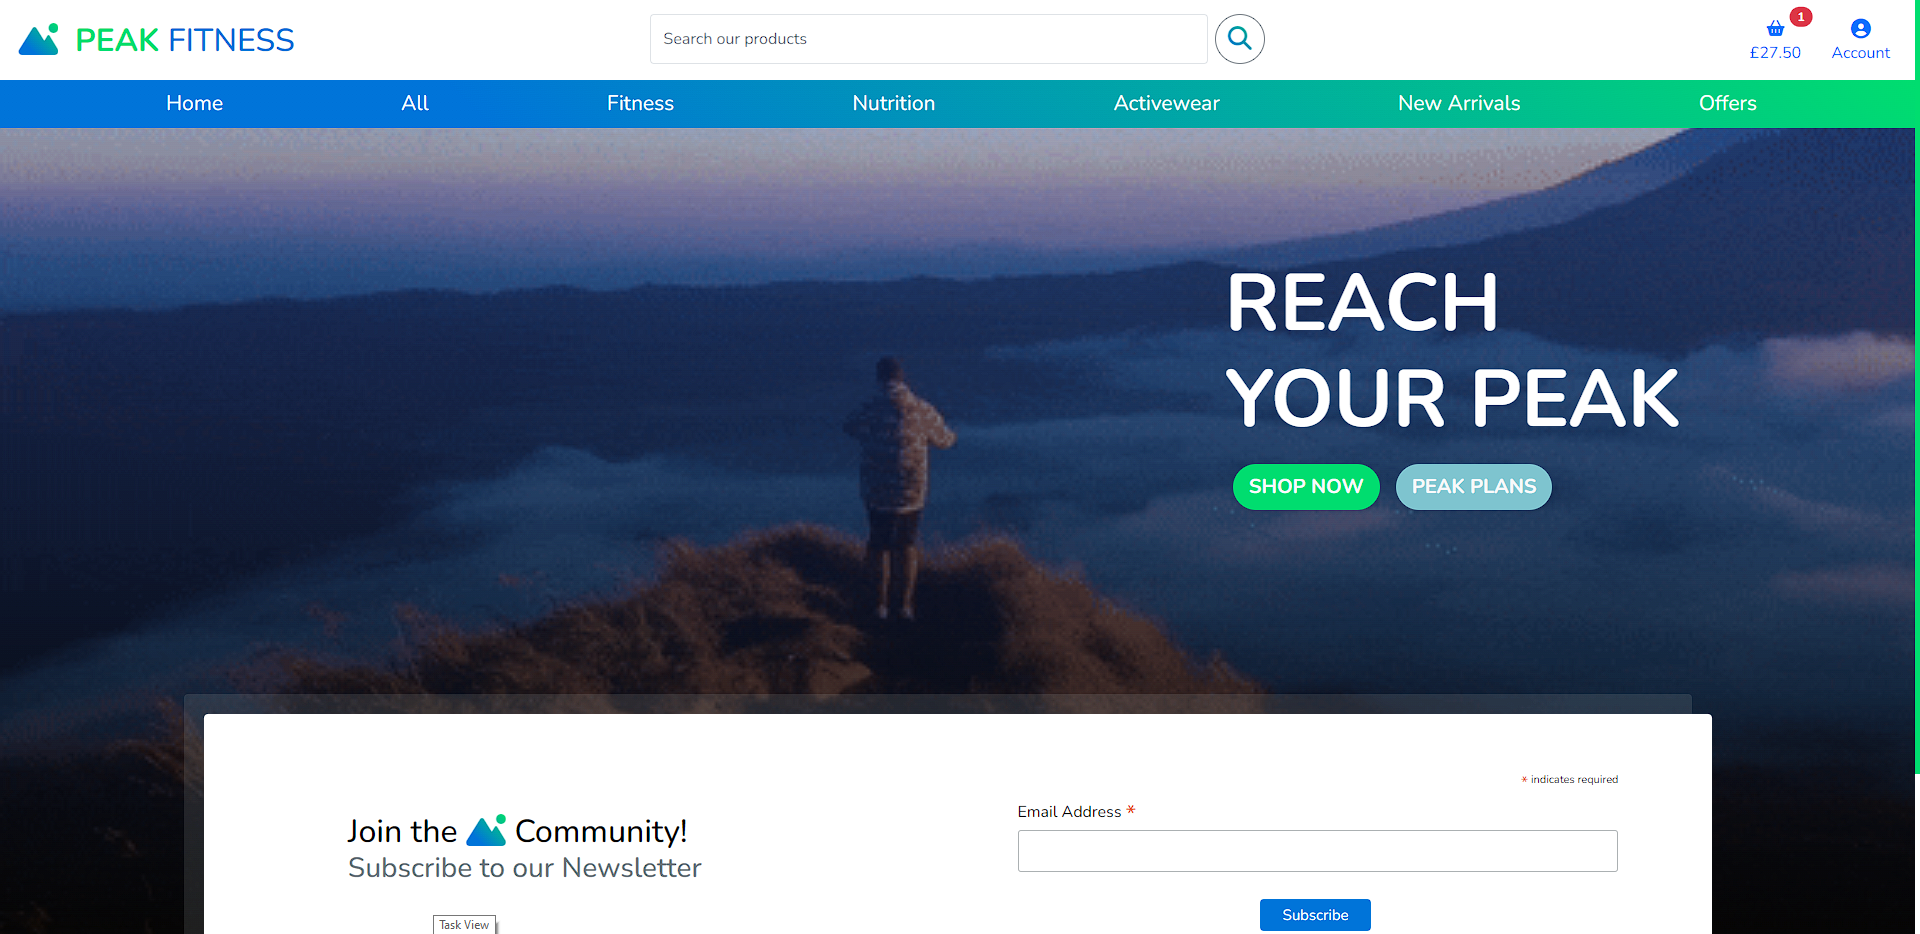 PEAK FITNESS
Search our products
1
£27.50
Account
Home
All
Fitness
Nutrition
Activewear
New Arrivals
Offers
REACH
YOUR PEAK
SHOP NOW
PEAK PLANS
* indicates required
Join the Community!
Subscribe to our Newsletter
Email Address *
Subscribe
Task View